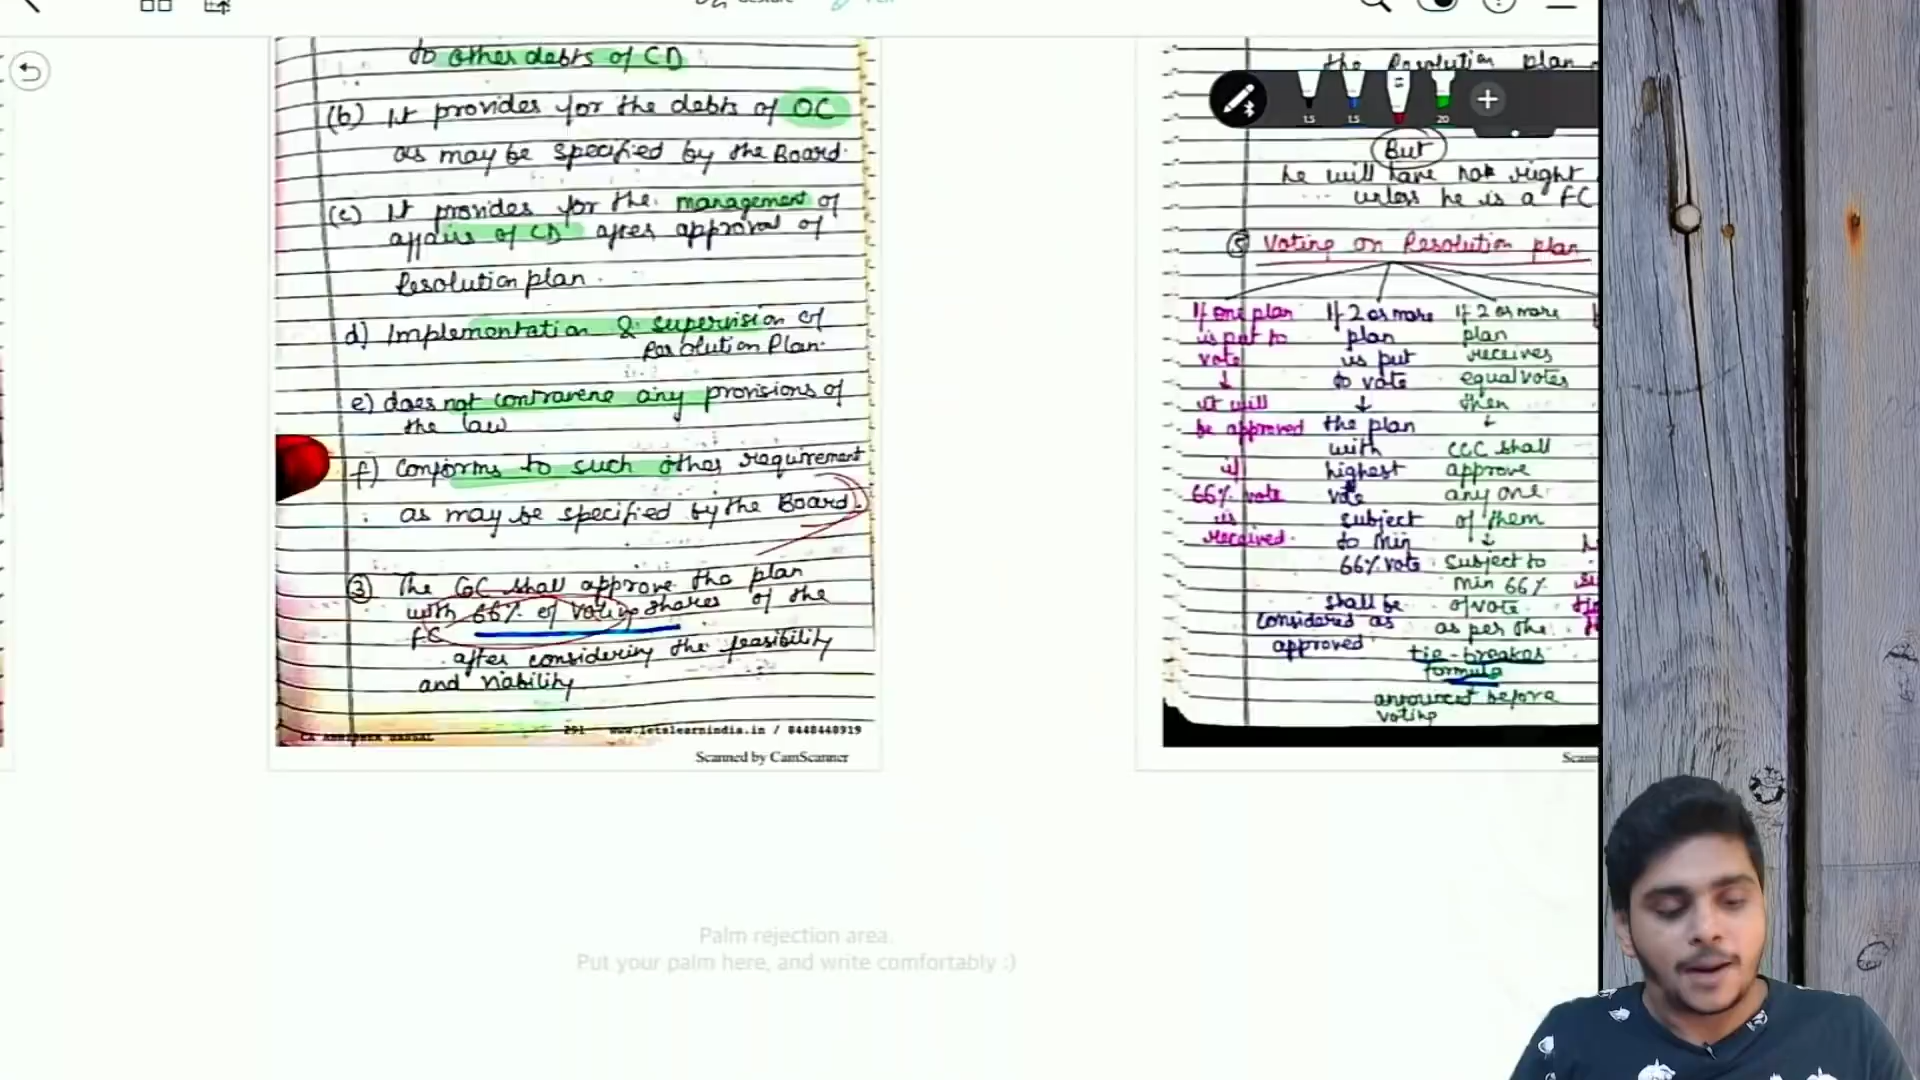 to other debts of CD
(b) It provides for the debts of OC
as may be specified by the Board.
(c) It provides for the management of
affairs of CD after approval of
Resolution plan.
d) Implementation & supervision of
Resolution Plan.
e) does not contravene any provisions of
the law
f) Conforms to such other requirement
as may be specified by the Board.
③ The COC shall approve the plan
with 66% of voting shares of the
FC
after considering the feasibility
and viability
291 www.letslearnindia.in / 8448448919
Scanned by CamScanner
the Resolution plan
15
15
20
But
he will have not right
unless he is a FC
⑤ Voting on Resolution plan
If one plan
is put to
vote
↓
it will
be approved
if
66% vote
is
received.
If 2 or more
plan
is put
to vote
↓
the plan
with
highest
vote
subject
to min
66% vote
shall be
considered as
approved
If 2 or more
plan
receives
equal votes
then
↓
COC shall
approve
any one
of them
↓
Subject to
min 66%
of vote
as per the
tie-breaker
formula
announced before
voting
Palm rejection area.
Put your palm here, and write comfortably :)